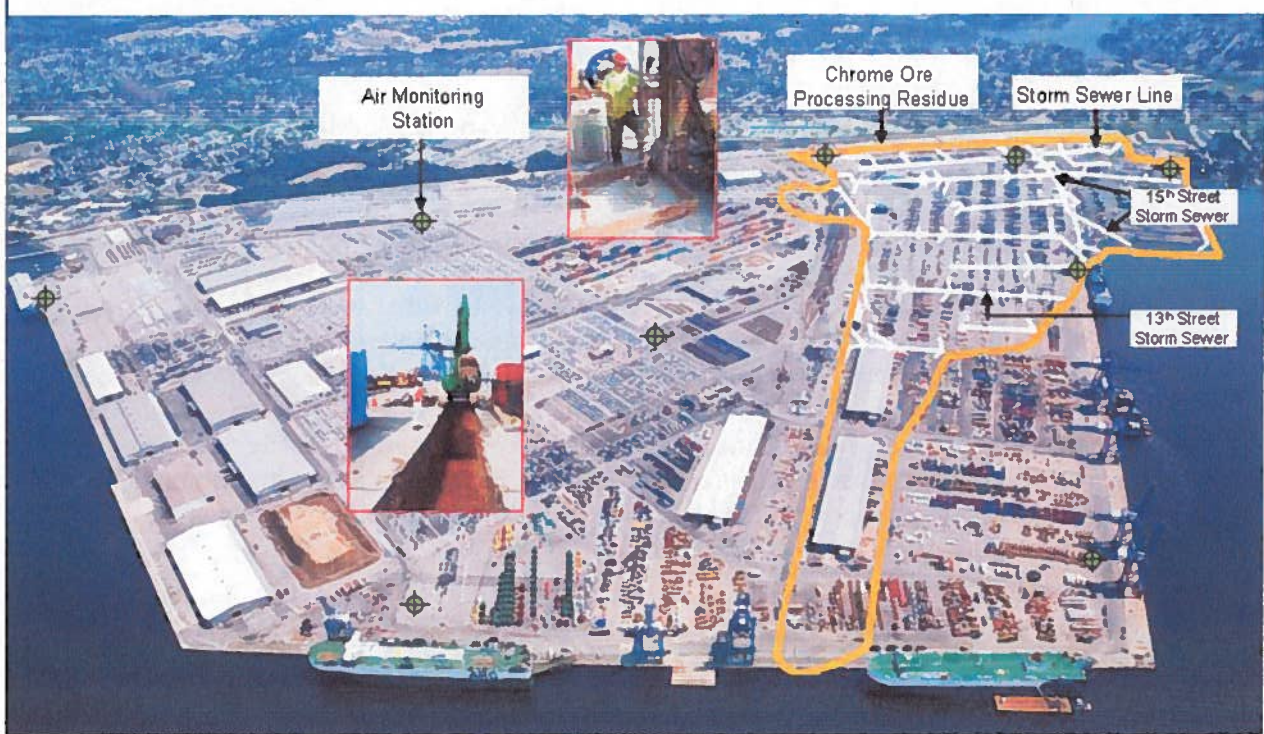 Air Monitoring
Station
Chrome Ore
Processing Residue
Storm Sewer Line
15th Street
Storm Sewer
13th Street
Storm Sewer